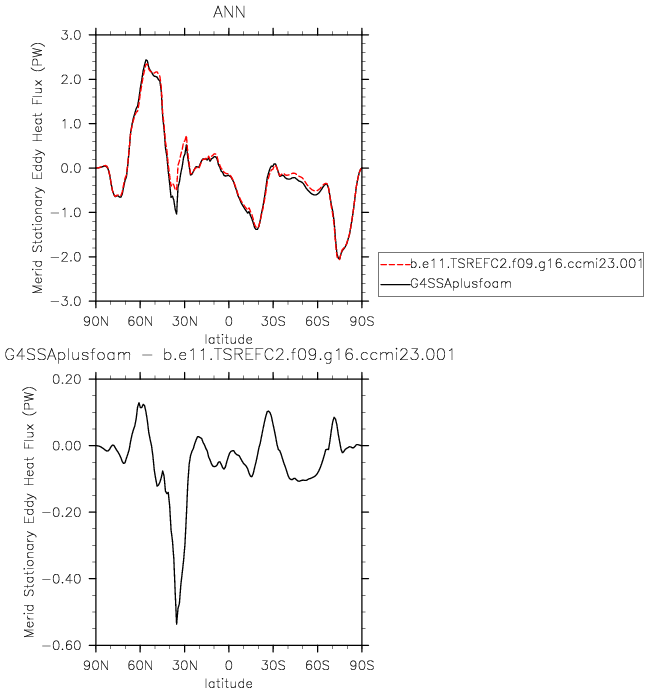 ANN
3.0
2.0
1.0
0.0
−1.0
−2.0
−3.0
Merid Stationary Eddy Heat Flux (PW)
90N 60N 30N 0 30S 60S 90S
latitude
b.e11.TSREFC2.f09.g16.ccmi23.001
G4SSAplusfoam
G4SSAplusfoam − b.e11.TSREFC2.f09.g16.ccmi23.001
0.20
0.00
−0.20
−0.40
−0.60
Merid Stationary Eddy Heat Flux (PW)
90N 60N 30N 0 30S 60S 90S
latitude